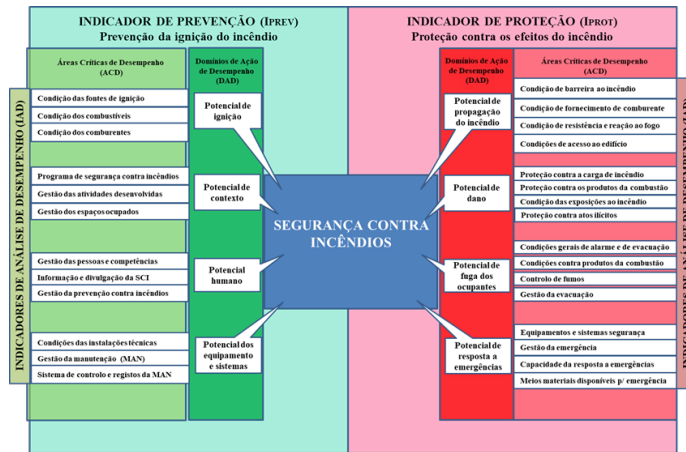 INDICADOR DE PREVENÇÃO (IPREV)
Prevenção da ignição do incêndio
INDICADOR DE PROTEÇÃO (IPROT)
Proteção contra os efeitos do incêndio
INDICADORES DE ANÁLISE DE DESEMPENHO (IAD)
Áreas Críticas de Desempenho
(ACD)
Condição das fontes de ignição
Condição dos combustíveis
Condição dos comburentes
Programa de segurança contra incêndios
Gestão das atividades desenvolvidas
Gestão dos espaços ocupados
Gestão das pessoas e competências
Informação e divulgação da SCI
Gestão da prevenção contra incêndios
Condições das instalações técnicas
Gestão da manutenção (MAN)
Sistema de controlo e registos da MAN
Domínios de Ação
de Desempenho
(DAD)
Potencial de
ignição
Potencial de
contexto
Potencial
humano
Potencial dos
equipamento
e sistemas
SEGURANÇA CONTRA
INCÊNDIOS
Domínios de Ação
de Desempenho
(DAD)
Potencial de
propagação
do incêndio
Potencial de
dano
Potencial de
fuga dos
ocupantes
Potencial de
resposta a
emergências
Áreas Críticas de Desempenho
(ACD)
Condição de barreira ao incêndio
Condição de fornecimento de comburente
Condição de resistência e reação ao fogo
Condições de acesso ao edifício
Proteção contra a carga de incêndio
Proteção contra os produtos da combustão
Condição das exposições ao incêndio
Proteção contra atos ilícitos
Condições gerais de alarme e de evacuação
Condições contra produtos da combustão
Controlo de fumos
Gestão da evacuação
Equipamentos e sistemas segurança
Gestão da emergência
Capacidade da resposta a emergências
Meios materiais disponíveis p/ emergência
INDICADORES DE ANÁLISE DE DESEMPENHO (IAD)